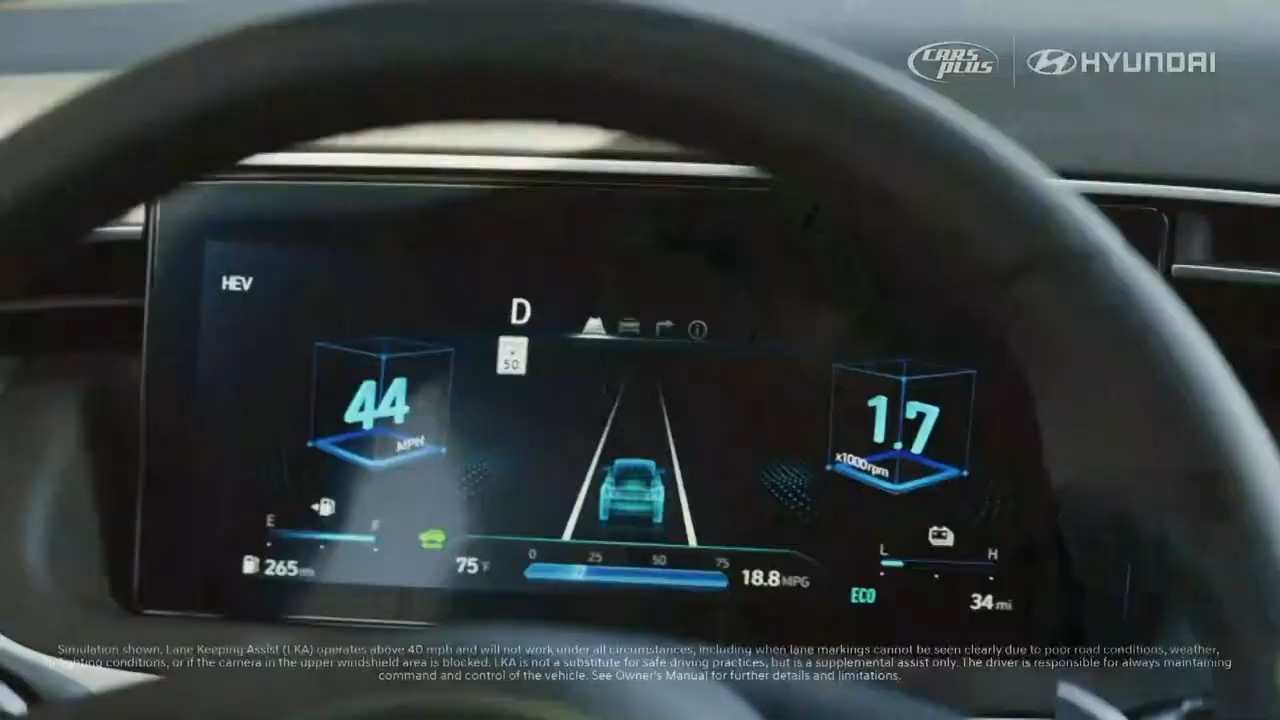 CARS PLUS HYUNDAI
HEV
D
50
44
MPH
1.7
x1000rpm
E F
265 mi
75°F
0 25 50 75
18.8 MPG
L H
ECO
34 mi
Simulation shown. Lane Keeping Assist (LKA) operates above 40 mph and will not work under all circumstances, including when lane markings cannot be seen clearly due to poor road conditions, weather,
lighting conditions, or if the camera in the upper windshield area is blocked. LKA is not a substitute for safe driving practices, but is a supplemental assist only. The driver is responsible for always maintaining
command and control of the vehicle. See Owner's Manual for further details and limitations.